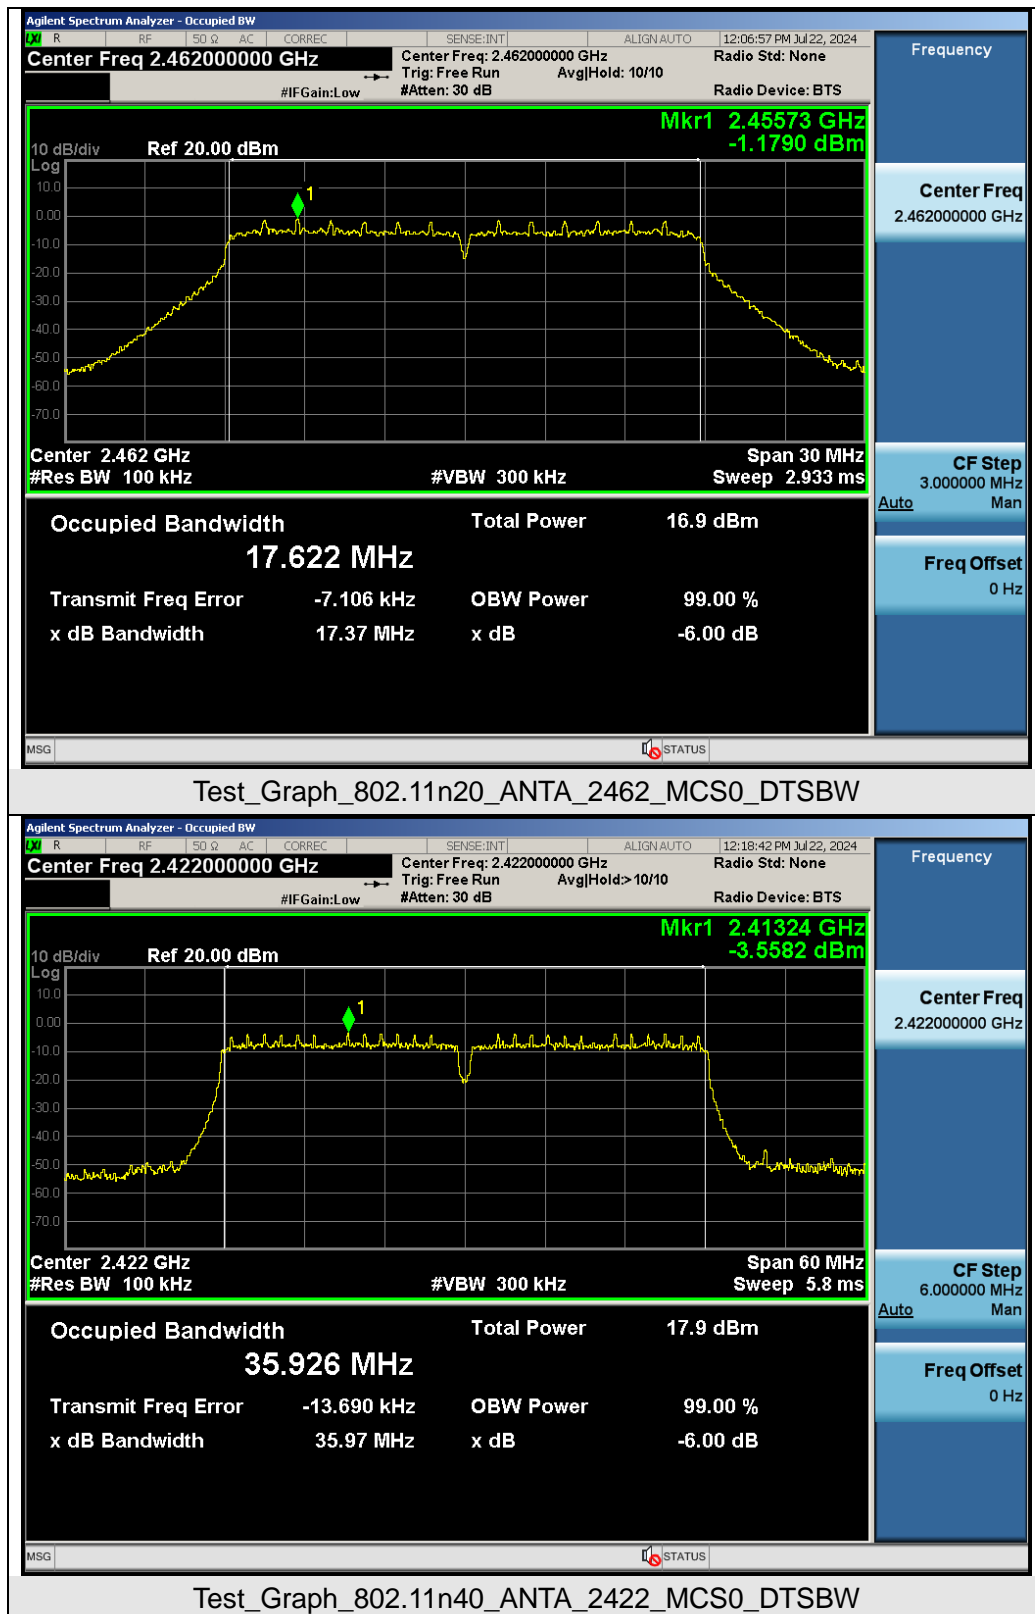 Agilent Spectrum Analyzer - Occupied BW
LXI R RF 50 Ω AC CORREC SENSE:INT ALIGN AUTO 12:06:57 PM Jul 22, 2024
Center Freq 2.462000000 GHz
Center Freq: 2.462000000 GHz Radio Std: None
Trig: Free Run Avg|Hold: 10/10
#IFGain:Low #Atten: 30 dB Radio Device: BTS
Frequency
Mkr1 2.45573 GHz
-1.1790 dBm
10 dB/div Ref 20.00 dBm
Log
10.0
0.00
-10.0
-20.0
-30.0
-40.0
-50.0
-60.0
-70.0
1
Center Freq
2.462000000 GHz
Center 2.462 GHz Span 30 MHz
#Res BW 100 kHz #VBW 300 kHz Sweep 2.933 ms
CF Step
3.000000 MHz
Auto Man
Occupied Bandwidth Total Power 16.9 dBm
17.622 MHz
Transmit Freq Error -7.106 kHz OBW Power 99.00 %
x dB Bandwidth 17.37 MHz x dB -6.00 dB
Freq Offset
0 Hz
MSG STATUS
Test_Graph_802.11n20_ANTA_2462_MCS0_DTSBW
Agilent Spectrum Analyzer - Occupied BW
LXI R RF 50 Ω AC CORREC SENSE:INT ALIGN AUTO 12:18:42 PM Jul 22, 2024
Center Freq 2.422000000 GHz
Center Freq: 2.422000000 GHz Radio Std: None
Trig: Free Run Avg|Hold:>10/10
#IFGain:Low #Atten: 30 dB Radio Device: BTS
Frequency
Mkr1 2.41324 GHz
-3.5582 dBm
10 dB/div Ref 20.00 dBm
Log
10.0
0.00
-10.0
-20.0
-30.0
-40.0
-50.0
-60.0
-70.0
1
Center Freq
2.422000000 GHz
Center 2.422 GHz Span 60 MHz
#Res BW 100 kHz #VBW 300 kHz Sweep 5.8 ms
CF Step
6.000000 MHz
Auto Man
Occupied Bandwidth Total Power 17.9 dBm
35.926 MHz
Transmit Freq Error -13.690 kHz OBW Power 99.00 %
x dB Bandwidth 35.97 MHz x dB -6.00 dB
Freq Offset
0 Hz
MSG STATUS
Test_Graph_802.11n40_ANTA_2422_MCS0_DTSBW